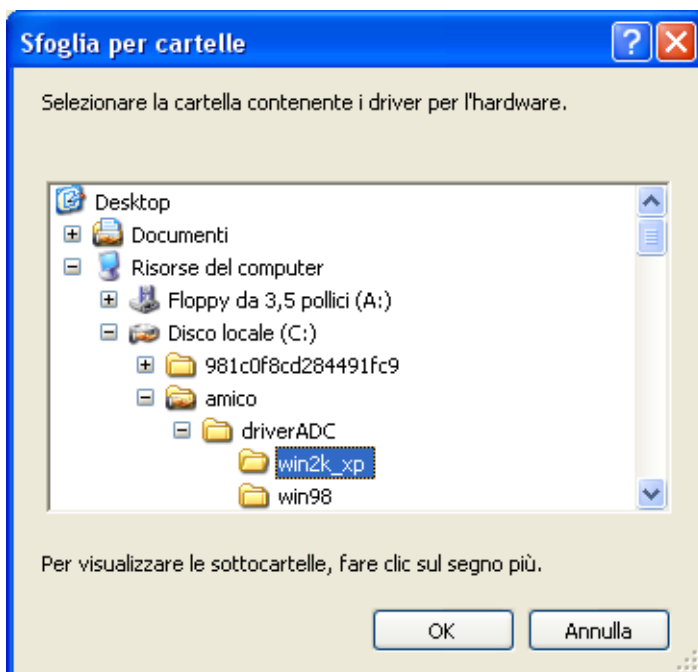 Sfoglia per cartelle
Selezionare la cartella contenente i driver per l'hardware.
Desktop
Documenti
Risorse del computer
Floppy da 3,5 pollici (A:)
Disco locale (C:)
981c0f8cd284491fc9
amico
driverADC
win2k_xp
win98
Per visualizzare le sottocartelle, fare clic sul segno più.
OK Annulla